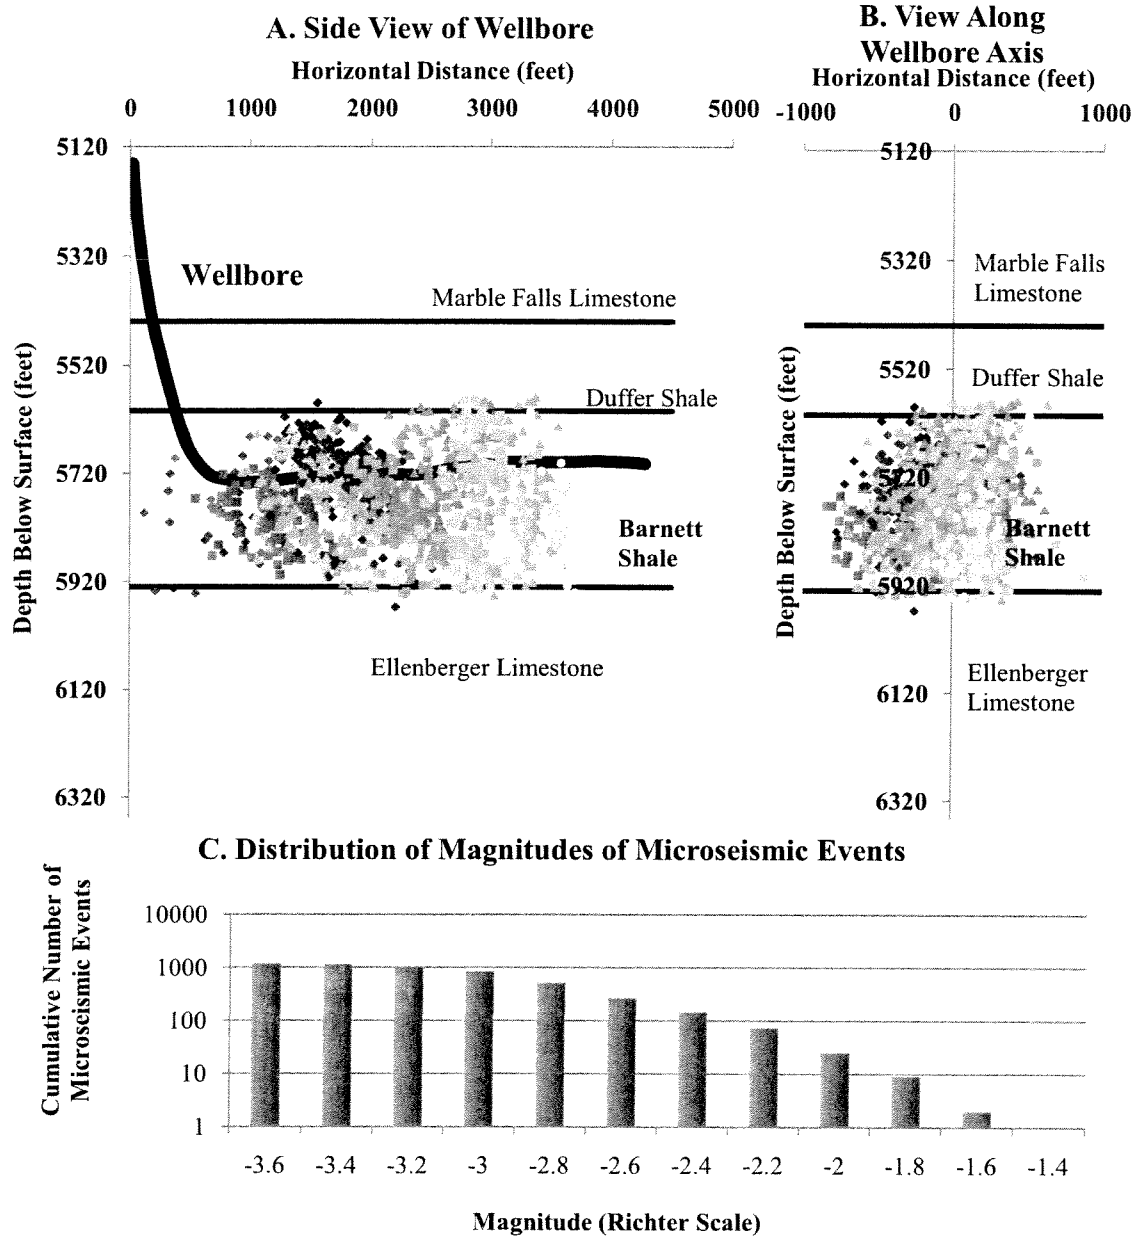 A. Side View of Wellbore
Horizontal Distance (feet)
0 1000 2000 3000 4000 5000
5120
5320
5520
5720
5920
6120
6320
Depth Below Surface (feet)
Wellbore
Marble Falls Limestone
Duffer Shale
Barnett
Shale
Ellenberger Limestone
B. View Along
Wellbore Axis
Horizontal Distance (feet)
-1000 0 1000
5120
5320
5520
5720
5920
6120
6320
Depth Below Surface (feet)
Marble Falls
Limestone
Duffer Shale
Barnett
Shale
Ellenberger
Limestone
C. Distribution of Magnitudes of Microseismic Events
Cumulative Number of
Microseismic Events
10000
1000
100
10
1
-3.6 -3.4 -3.2 -3 -2.8 -2.6 -2.4 -2.2 -2 -1.8 -1.6 -1.4
Magnitude (Richter Scale)